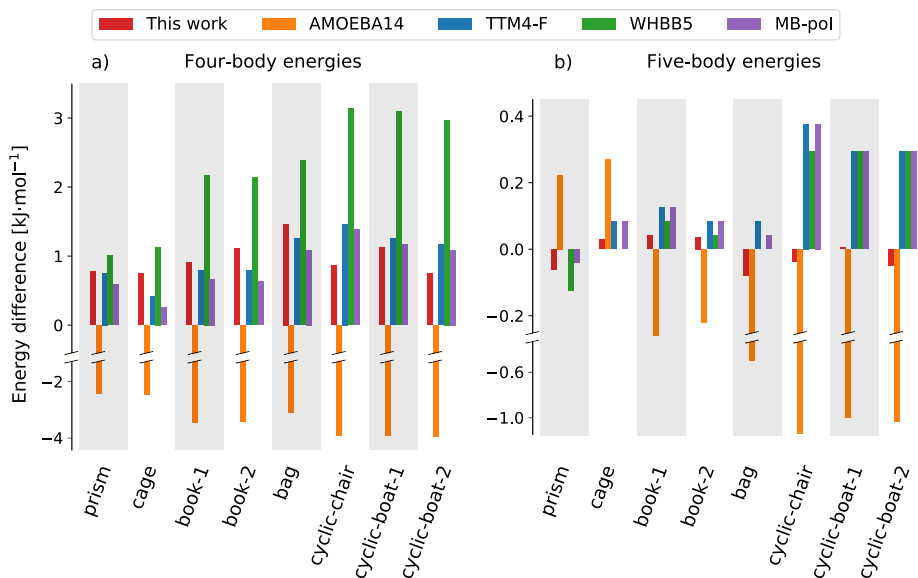 This work AMOEBA14 TTM4-F WHBB5 MB-pol
a) Four-body energies
b) Five-body energies
Energy difference [kJ·mol⁻¹]
3
2
1
0
−2
−4
0.4
0.2
0.0
−0.2
−0.6
−1.0
prism
cage
book-1
book-2
bag
cyclic-chair
cyclic-boat-1
cyclic-boat-2
prism
cage
book-1
book-2
bag
cyclic-chair
cyclic-boat-1
cyclic-boat-2